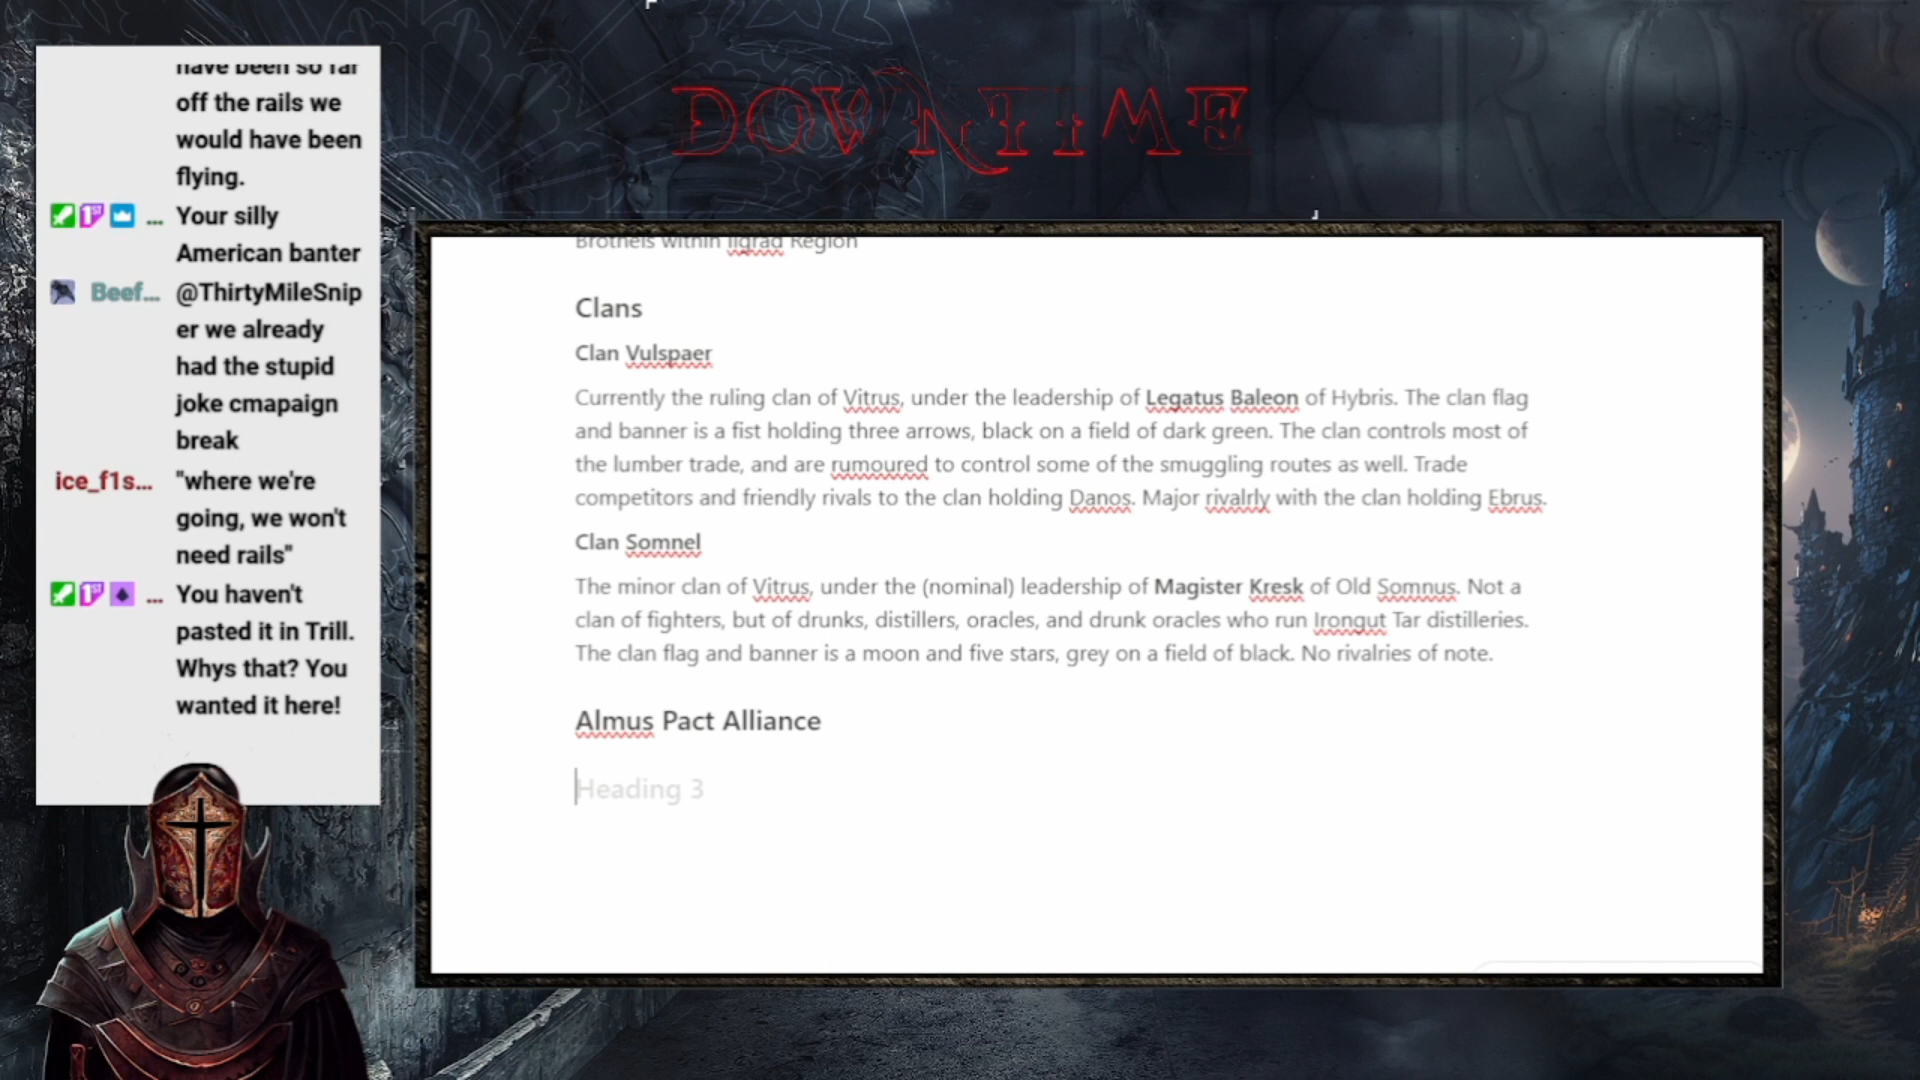 DOWNTIME
have been so far
off the rails we
would have been
flying.
... Your silly
American banter
Beef... @ThirtyMileSnip
er we already
had the stupid
joke cmapaign
break
ice_f1s... "where we're
going, we won't
need rails"
... You haven't
pasted it in Trill.
Whys that? You
wanted it here!
Brothels within Ilgrad Region
Clans
Clan Vulspaer
Currently the ruling clan of Vitrus, under the leadership of Legatus Baleon of Hybris. The clan flag
and banner is a fist holding three arrows, black on a field of dark green. The clan controls most of
the lumber trade, and are rumoured to control some of the smuggling routes as well. Trade
competitors and friendly rivals to the clan holding Danos. Major rivalrly with the clan holding Ebrus.
Clan Somnel
The minor clan of Vitrus, under the (nominal) leadership of Magister Kresk of Old Somnus. Not a
clan of fighters, but of drunks, distillers, oracles, and drunk oracles who run Irongut Tar distilleries.
The clan flag and banner is a moon and five stars, grey on a field of black. No rivalries of note.
Almus Pact Alliance
Heading 3